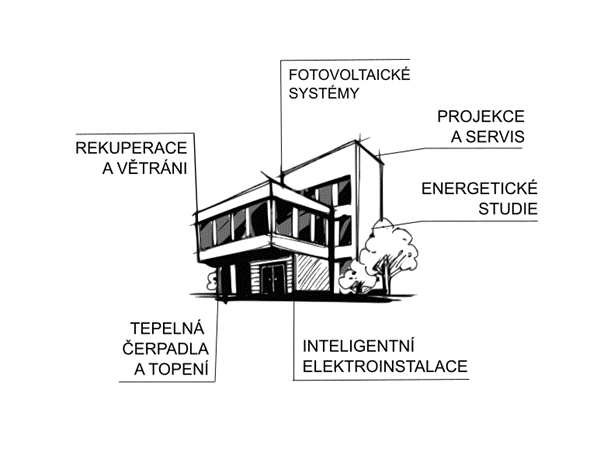 FOTOVOLTAICKÉ
SYSTÉMY
PROJEKCE
A SERVIS
REKUPERACE
A VĚTRÁNI
ENERGETICKÉ
STUDIE
TEPELNÁ
ČERPADLA
A TOPENÍ
INTELIGENTNÍ
ELEKTROINSTALACE